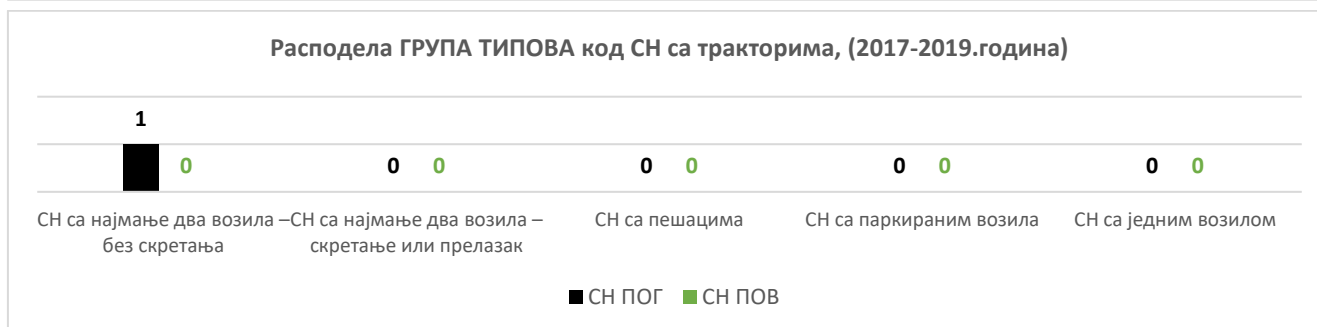 Расподела ГРУПА ТИПОВА код СН са тракторима, (2017-2019.година)
1
0 0 0 0 0 0 0 0 0
СН са најмање два возила – без скретања
СН са најмање два возила – скретање или прелазак
СН са пешацима
СН са паркираним возила
СН са једним возилом
СН ПОГ СН ПОВ